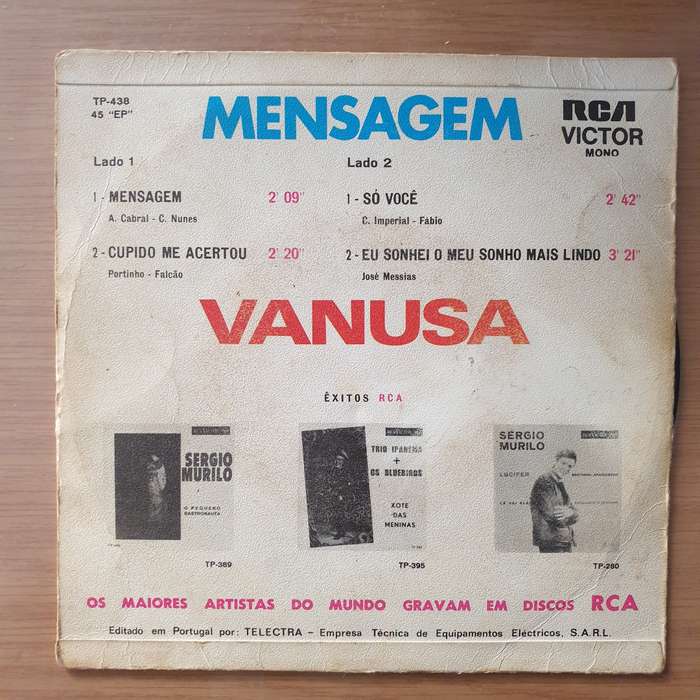 TP-438
45 "EP"
MENSAGEM
RCA
VICTOR
MONO
Lado 1
1 - MENSAGEM 2' 09"
A. Cabral - C. Nunes
2 - CUPIDO ME ACERTOU 2' 20"
Portinho - Falcão
Lado 2
1 - SÓ VOCÊ 2' 42"
C. Imperial - Fábio
2 - EU SONHEI O MEU SONHO MAIS LINDO 3' 21"
José Messias
VANUSA
ÊXITOS RCA
SERGIO
MURILO
O PEQUENO
GASTRONAUTA
TP-389
TRIO IPANEMA
+
OS BLUEBIRDS
XOTE
DAS
MENINAS
TP-395
SERGIO
MURILO
LUCIFER
TP-280
OS MAIORES ARTISTAS DO MUNDO GRAVAM EM DISCOS RCA
Editado em Portugal por: TELECTRA — Empresa Técnica de Equipamentos Eléctricos, S.A.R.L.